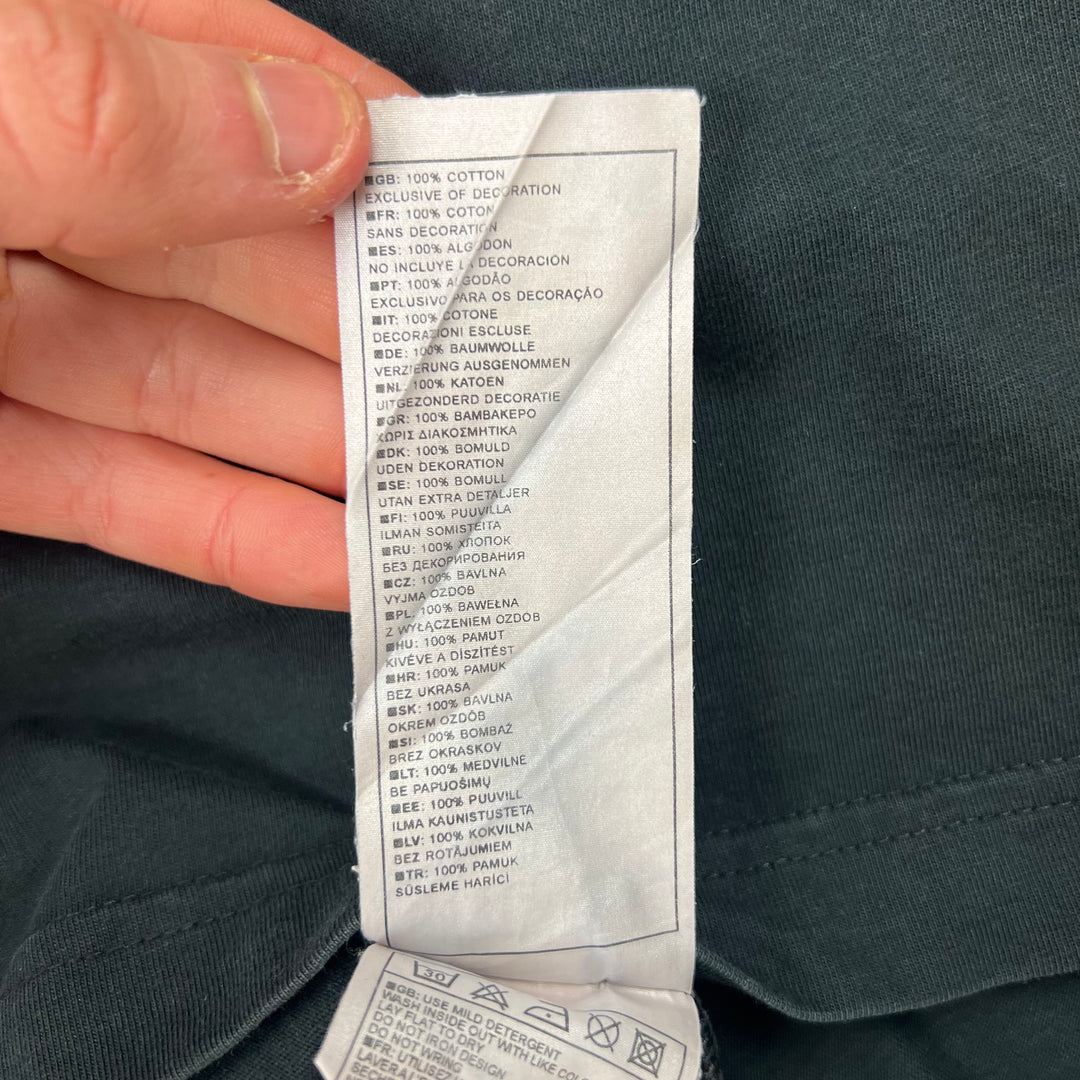 GB: 100% COTTON
EXCLUSIVE OF DECORATION
FR: 100% COTON
SANS DECORATION
ES: 100% ALGODON
NO INCLUYE LA DECORACION
PT: 100% ALGODÃO
EXCLUSIVO PARA OS DECORAÇÃO
IT: 100% COTONE
DECORAZIONI ESCLUSE
DE: 100% BAUMWOLLE
VERZIERUNG AUSGENOMMEN
NL: 100% KATOEN
UITGEZONDERD DECORATIE
GR: 100% ΒΑΜΒΑΚΕΡΟ
ΧΩΡΙΣ ΔΙΑΚΟΣΜΗΤΙΚΑ
DK: 100% BOMULD
UDEN DEKORATION
SE: 100% BOMULL
UTAN EXTRA DETALJER
FI: 100% PUUVILLA
ILMAN SOMISTEITA
RU: 100% ХЛОПОК
БЕЗ ДЕКОРИРОВАНИЯ
CZ: 100% BAVLNA
VYJMA OZDOB
PL: 100% BAWEŁNA
Z WYŁĄCZENIEM OZDÓB
HU: 100% PAMUT
KIVÉVE A DÍSZÍTÉST
HR: 100% PAMUK
BEZ UKRASA
SK: 100% BAVLNA
OKREM OZDÔB
SI: 100% BOMBAŽ
BREZ OKRASKOV
LT: 100% MEDVILNĖ
BE PAPUOŠIMŲ
EE: 100% PUUVILL
ILMA KAUNISTUSTETA
LV: 100% KOKVILNA
BEZ ROTĀJUMIEM
TR: 100% PAMUK
SÜSLEME HARİCİ
30
GB: USE MILD DETERGENT
WASH INSIDE OUT WITH LIKE COLO
LAY FLAT TO DRY
DO NOT IRON DESIGN
DO NOT WRING
FR: UTILISEZ
LAVER À L'